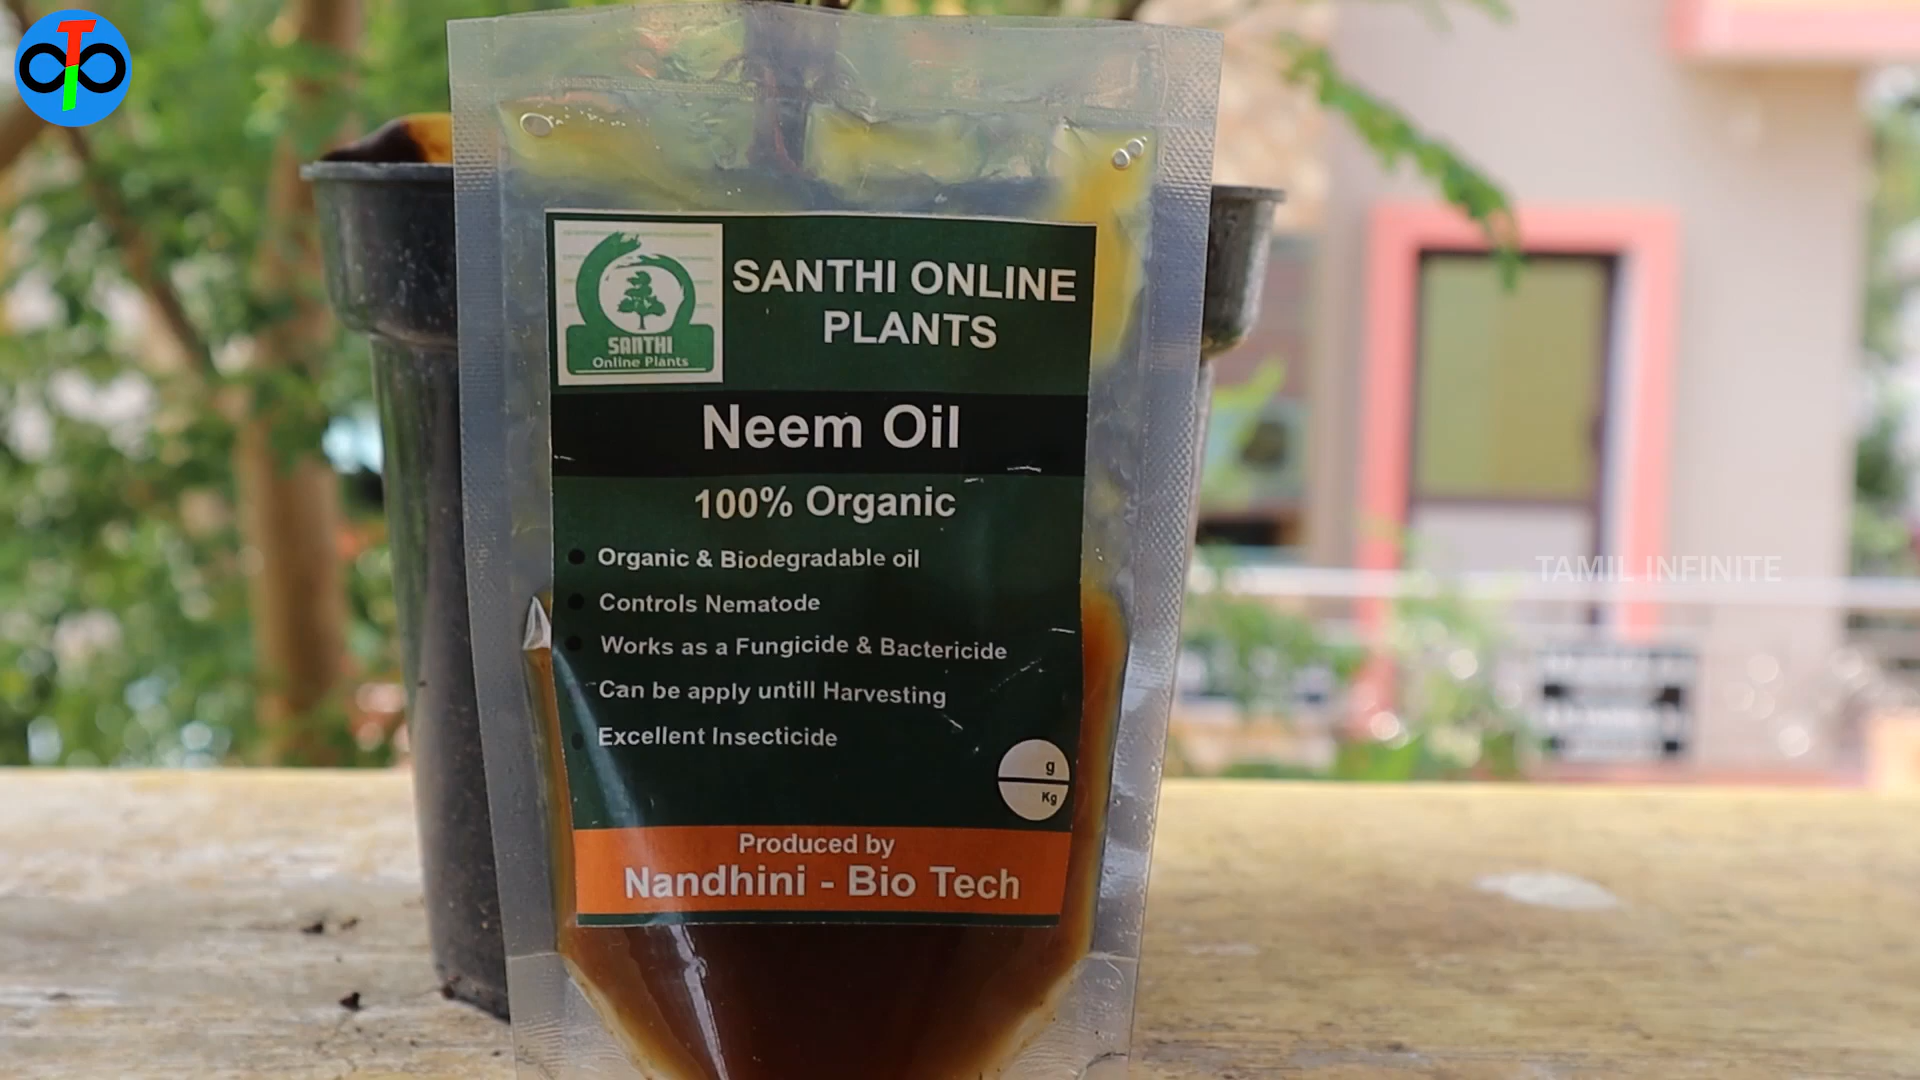 SANTHI ONLINE
PLANTS
SANTHI
Online Plants
Neem Oil
100% Organic
Organic & Biodegradable oil
Controls Nematode
Works as a Fungicide & Bactericide
Can be apply untill Harvesting
Excellent Insecticide
g
Kg
Produced by
Nandhini - Bio Tech
TAMIL INFINITE